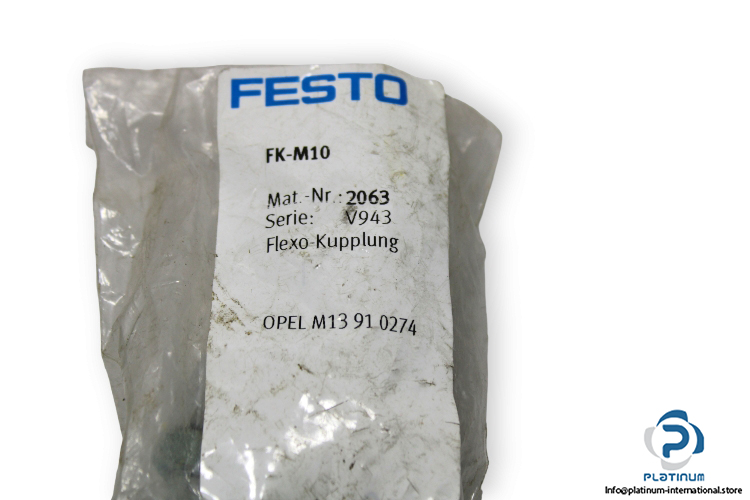 FESTO
FK-M10
Mat.-Nr.: 2063
Serie: V943
Flexo-Kupplung
OPEL M13 91 0274
PLATINUM
Info@platinum-international.store